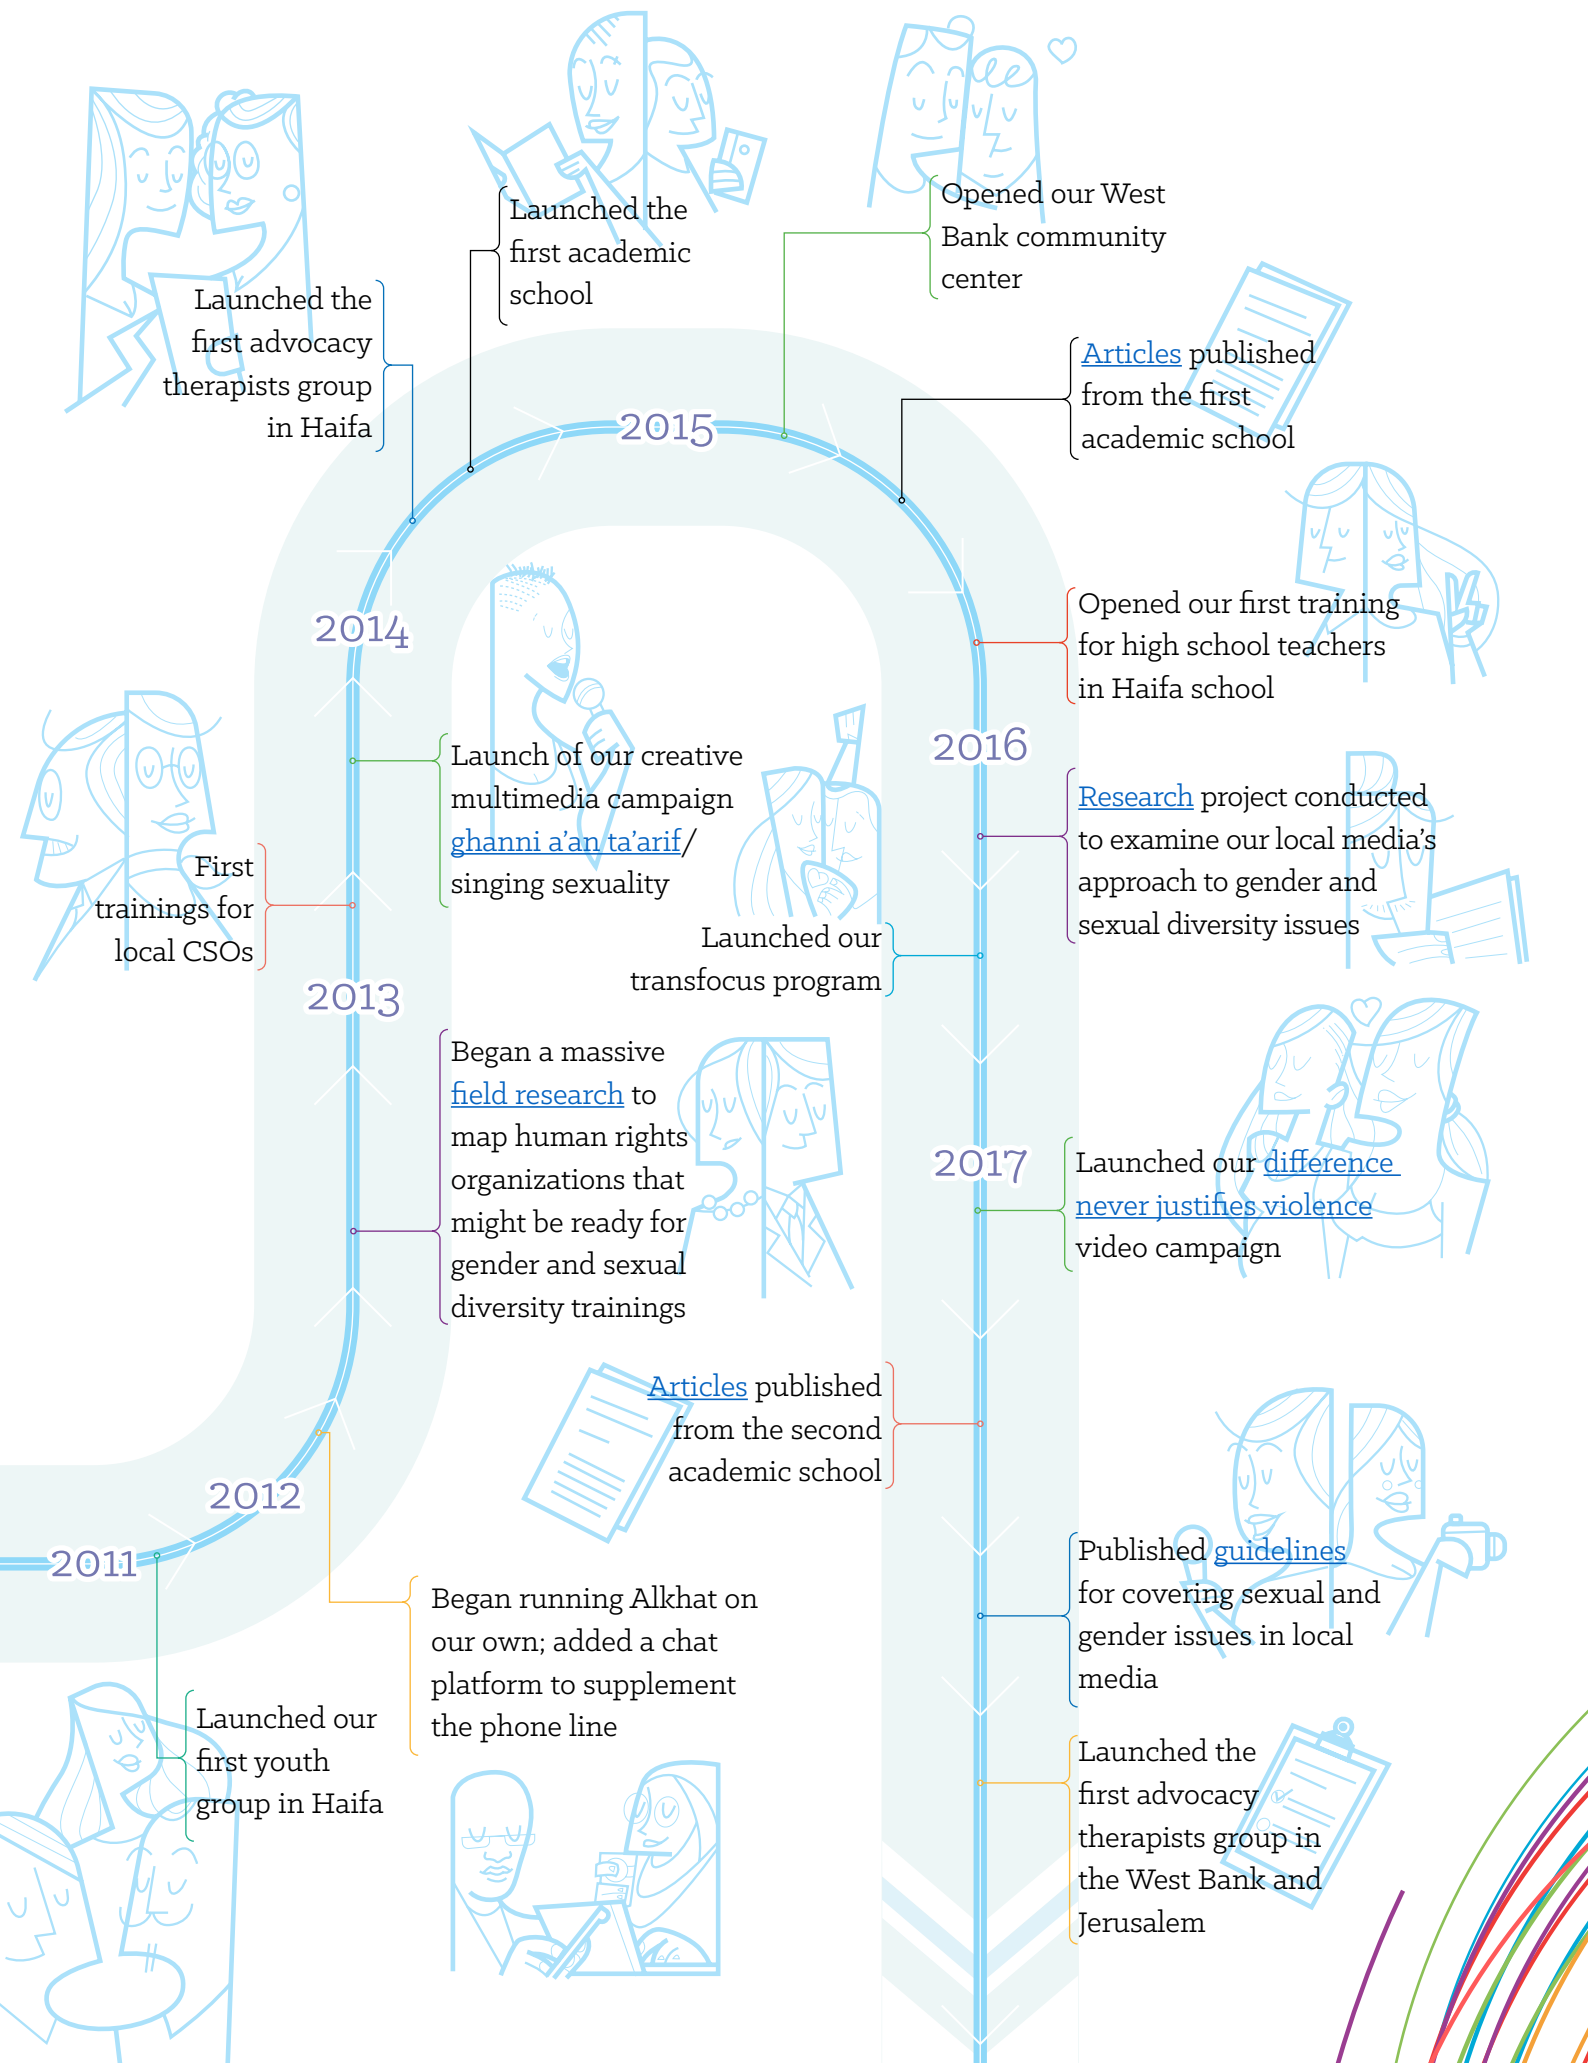 2011
Launched our
first youth
group in Haifa
2012
Began running Alkhat on
our own; added a chat
platform to supplement
the phone line
Began a massive
field research to
map human rights
organizations that
might be ready for
gender and sexual
diversity trainings
2013
First
trainings for
local CSOs
Launch of our creative
multimedia campaign
ghanni a’an ta’arif/
singing sexuality
2014
Launched the
first advocacy
therapists group
in Haifa
Launched the
first academic
school
2015
Opened our West
Bank community
center
Articles published
from the first
academic school
Opened our first training
for high school teachers
in Haifa school
2016
Research project conducted
to examine our local media’s
approach to gender and
sexual diversity issues
Launched our
transfocus program
2017
Launched our difference
never justifies violence
video campaign
Articles published
from the second
academic school
Published guidelines
for covering sexual and
gender issues in local
media
Launched the
first advocacy
therapists group in
the West Bank and
Jerusalem